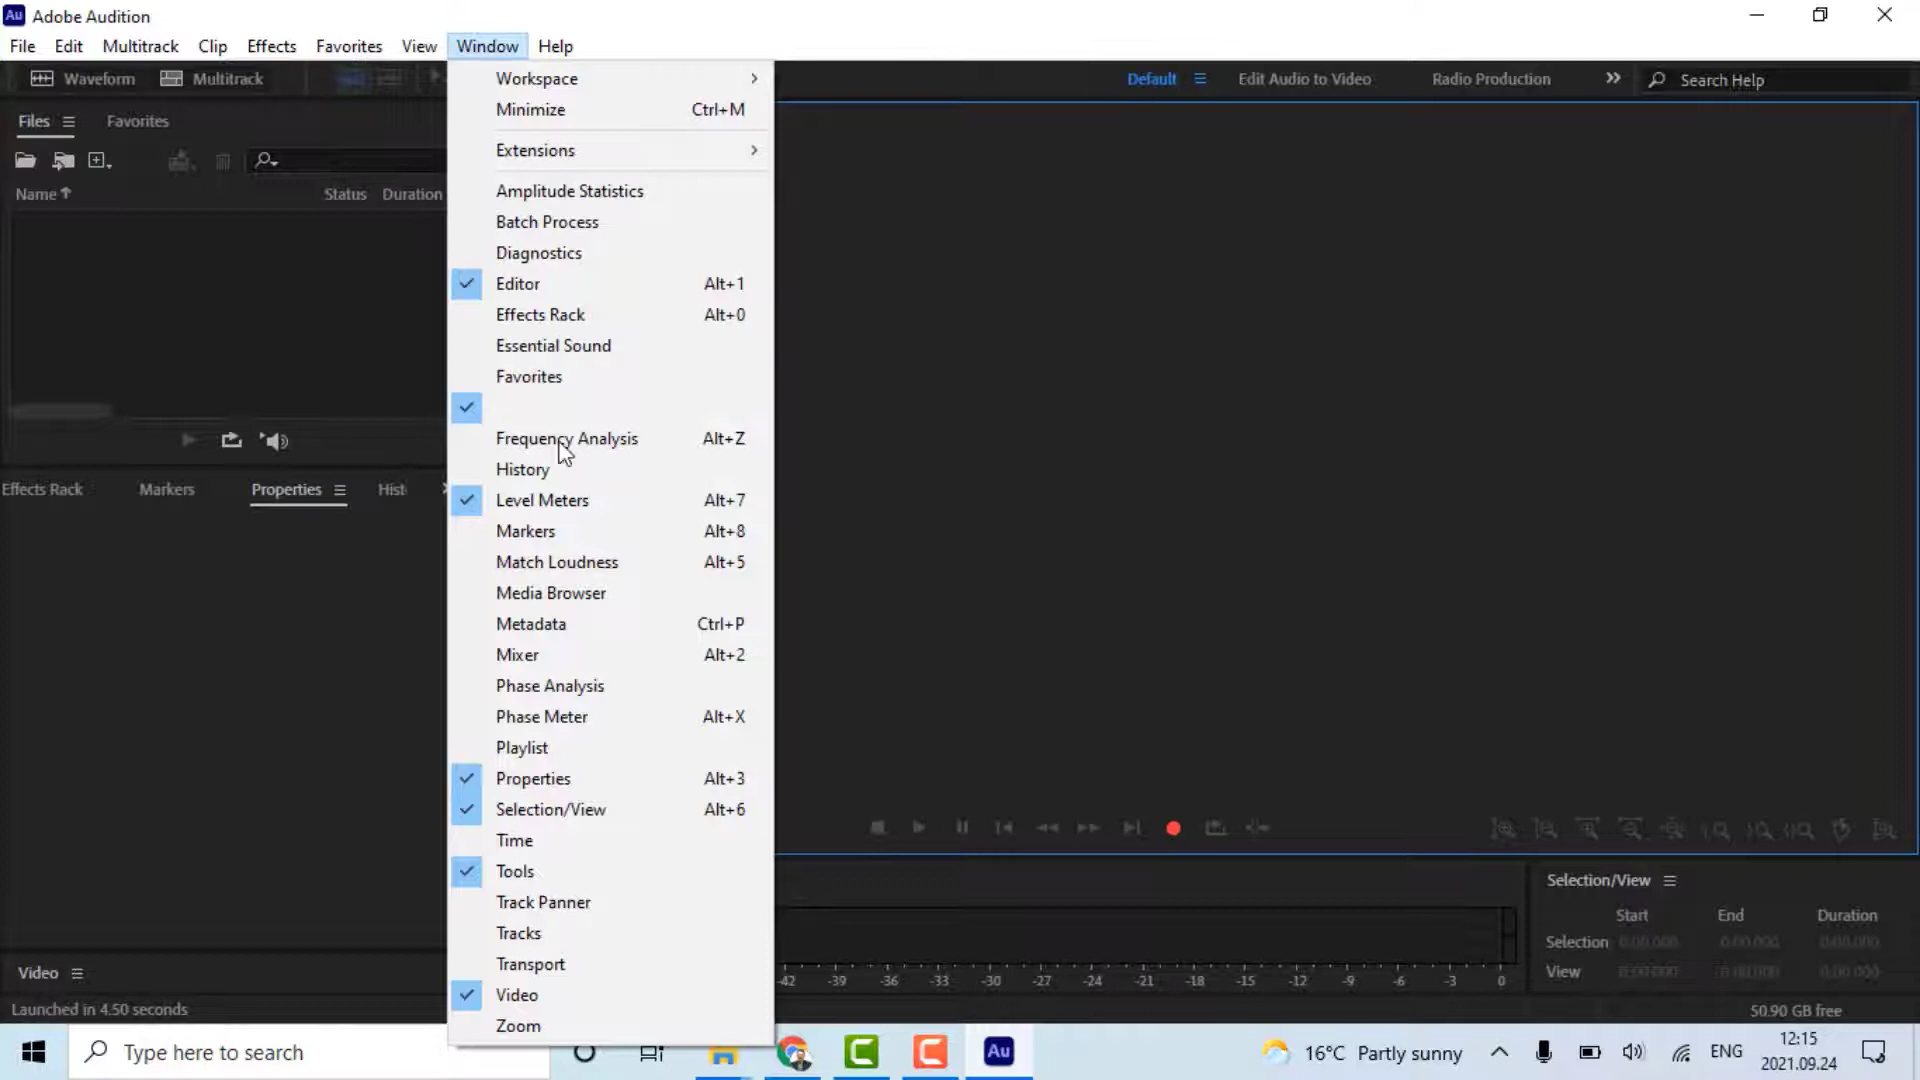 Au Adobe Audition
File Edit Multitrack Clip Effects Favorites View Window Help
Waveform Multitrack
Default Edit Audio to Video Radio Production Search Help
Files Favorites
Name Status Duration
Effects Rack Markers Properties Hist
Video
Launched in 4.50 seconds
Workspace
Minimize Ctrl+M
Extensions
Amplitude Statistics
Batch Process
Diagnostics
Editor Alt+1
Effects Rack Alt+0
Essential Sound
Favorites
Frequency Analysis Alt+Z
History
Level Meters Alt+7
Markers Alt+8
Match Loudness Alt+5
Media Browser
Metadata Ctrl+P
Mixer Alt+2
Phase Analysis
Phase Meter Alt+X
Playlist
Properties Alt+3
Selection/View Alt+6
Time
Tools
Track Panner
Tracks
Transport
Video
Zoom
-42 -39 -36 -33 -30 -27 -24 -21 -18 -15 -12 -9 -6 -3 0
Selection/View
Start End Duration
Selection 0:00.000 0:00.000 0:00.000
View 0:00.000 0:00.000 0:00.000
50.90 GB free
Type here to search
Au
16°C Partly sunny
ENG
12:15
2021.09.24